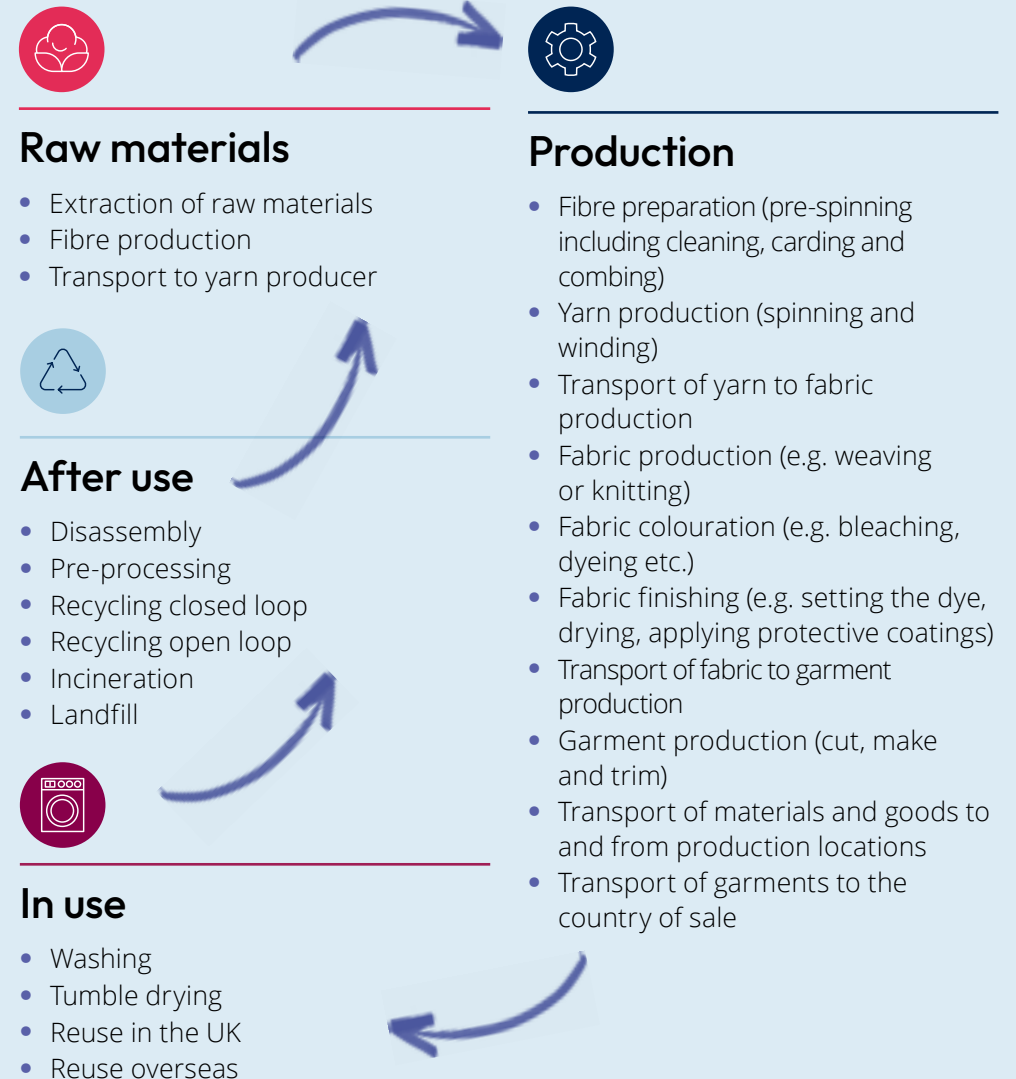 Raw materials
• Extraction of raw materials
• Fibre production
• Transport to yarn producer
Production
• Fibre preparation (pre-spinning
including cleaning, carding and
combing)
• Yarn production (spinning and
winding)
• Transport of yarn to fabric
production
• Fabric production (e.g. weaving
or knitting)
• Fabric colouration (e.g. bleaching,
dyeing etc.)
• Fabric finishing (e.g. setting the dye,
drying, applying protective coatings)
• Transport of fabric to garment
production
• Garment production (cut, make
and trim)
• Transport of materials and goods to
and from production locations
• Transport of garments to the
country of sale
After use
• Disassembly
• Pre-processing
• Recycling closed loop
• Recycling open loop
• Incineration
• Landfill
In use
• Washing
• Tumble drying
• Reuse in the UK
• Reuse overseas